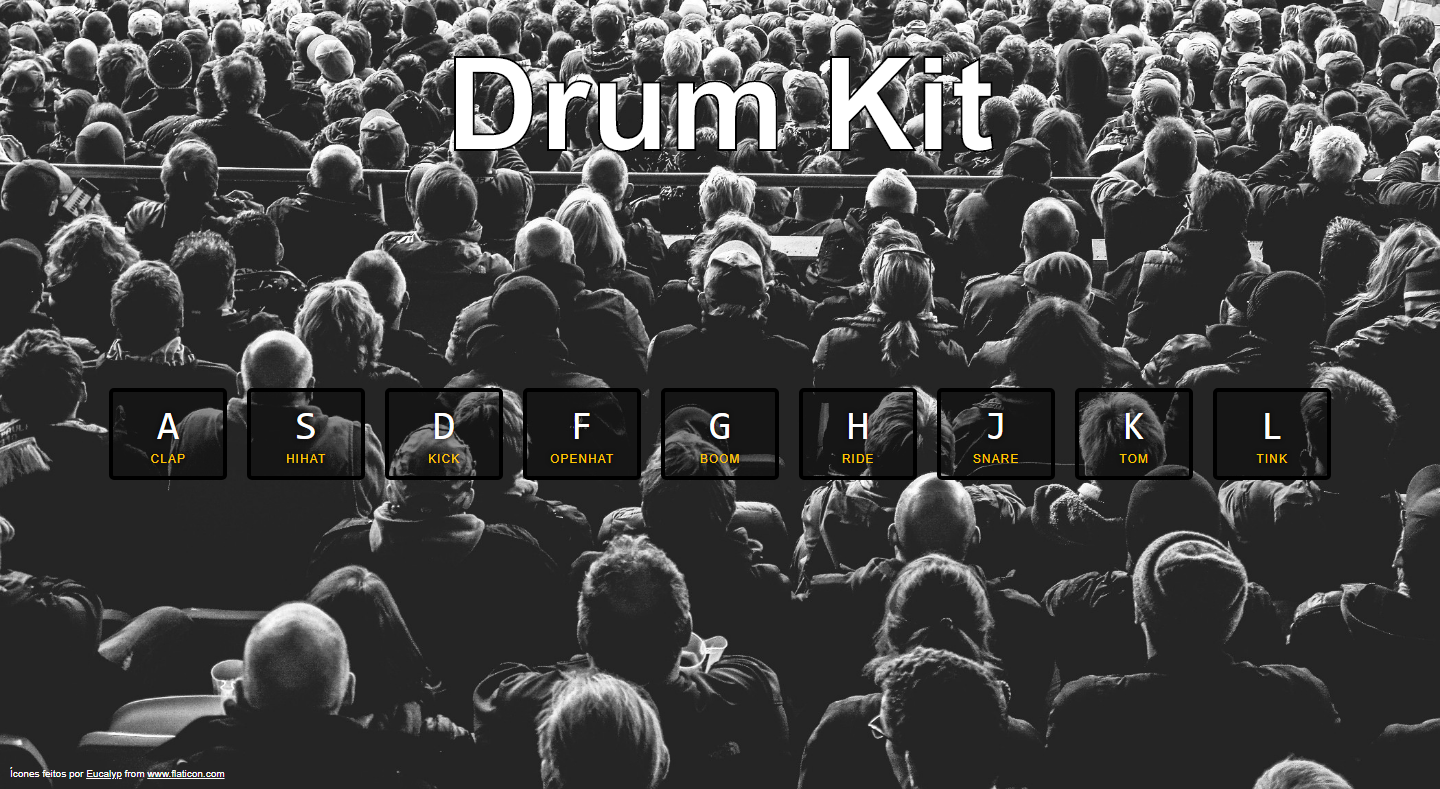 Drum Kit
A S D F G H J K L
CLAP HIHAT KICK OPENHAT BOOM RIDE SNARE TOM TINK
Ícones feitos por Eucalyp from www.flaticon.com